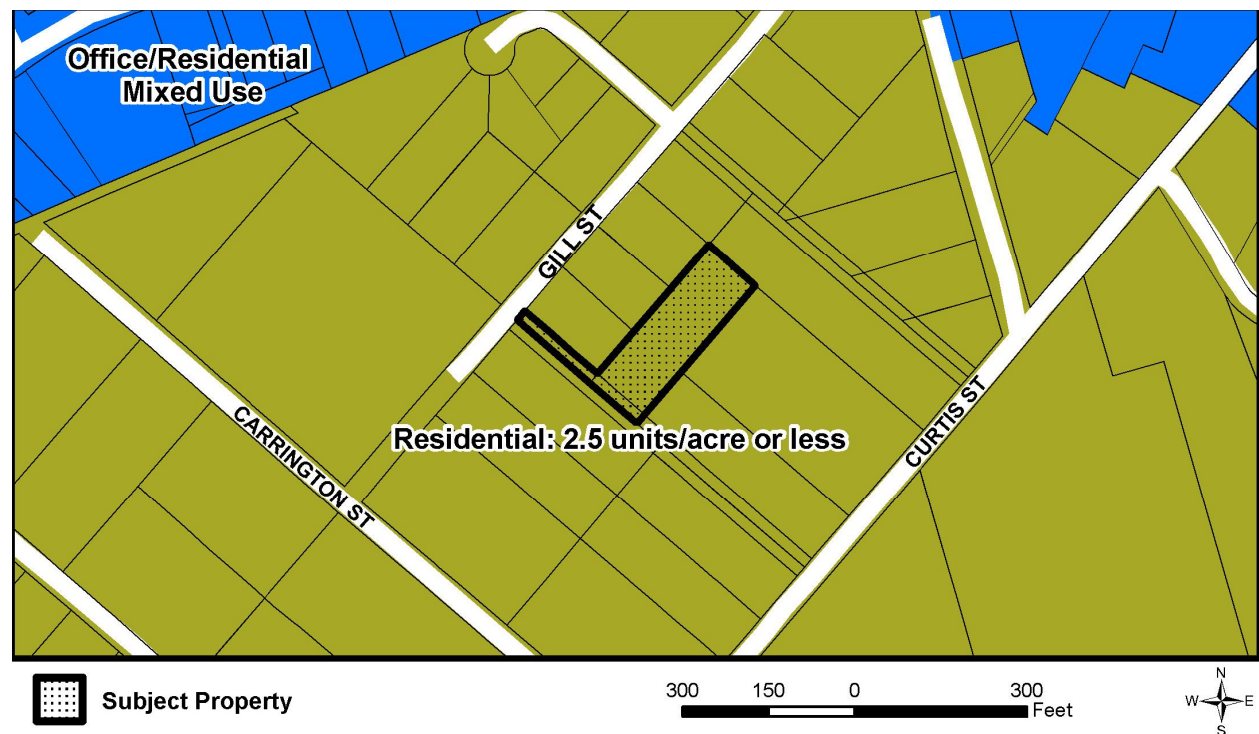 Office/Residential
Mixed Use
GILL ST
Residential: 2.5 units/acre or less
CARRINGTON ST
CURTIS ST
Subject Property
300 150 0 300
Feet
N
W E
S